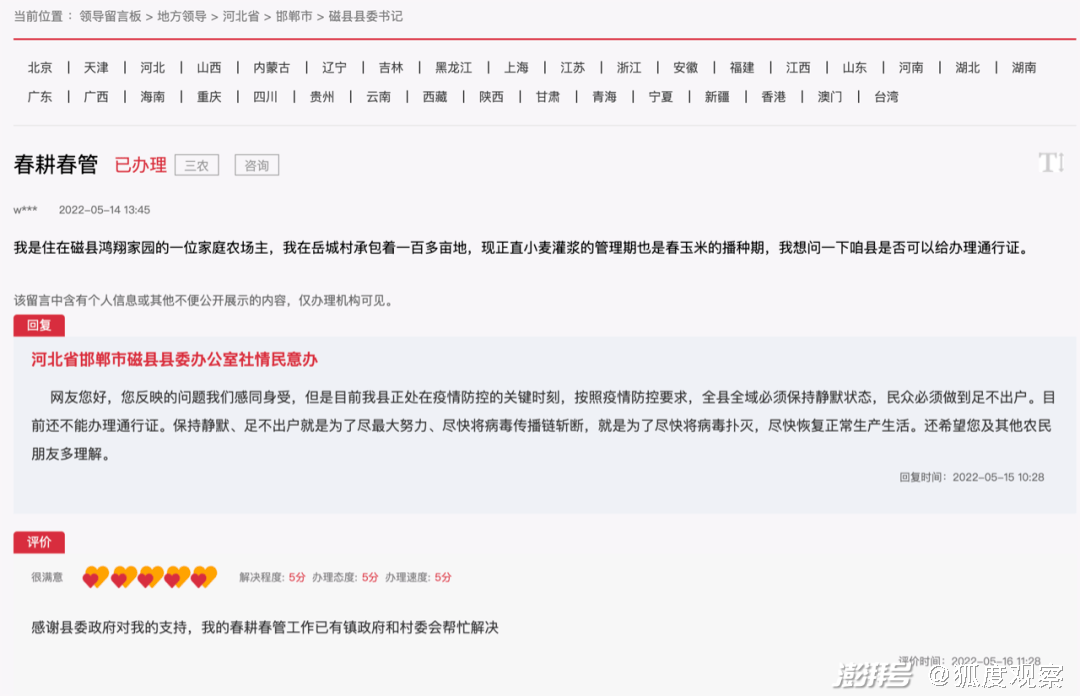 当前位置： 领导留言板 > 地方领导 > 河北省 > 邯郸市 > 磁县县委书记
北京 | 天津 | 河北 | 山西 | 内蒙古 | 辽宁 | 吉林 | 黑龙江 | 上海 | 江苏 | 浙江 | 安徽 | 福建 | 江西 | 山东 | 河南 | 湖北 | 湖南
广东 | 广西 | 海南 | 重庆 | 四川 | 贵州 | 云南 | 西藏 | 陕西 | 甘肃 | 青海 | 宁夏 | 新疆 | 香港 | 澳门 | 台湾
春耕春管 已办理 三农 咨询 T
w*** 2022-05-14 13:45
我是住在磁县鸿翔家园的一位家庭农场主，我在岳城村承包着一百多亩地，现正直小麦灌浆的管理期也是春玉米的播种期，我想问一下咱县是否可以给办理通行证。
该留言中含有个人信息或其他不便公开展示的内容，仅办理机构可见。
回复
河北省邯郸市磁县县委办公室社情民意办
网友您好，您反映的问题我们感同身受，但是目前我县正处在疫情防控的关键时刻，按照疫情防控要求，全县全域必须保持静默状态，民众必须做到足不出户。目
前还不能办理通行证。保持静默、足不出户就是为了尽最大努力、尽快将病毒传播链斩断，就是为了尽快将病毒扑灭，尽快恢复正常生产生活。还希望您及其他农民
朋友多理解。
回复时间：2022-05-15 10:28
评价
很满意 解决程度: 5分 办理态度: 5分 办理速度: 5分
感谢县委政府对我的支持，我的春耕春管工作已有镇政府和村委会帮忙解决
评价时间：2022-05-16 11:28
澎湃号 @狐度观察